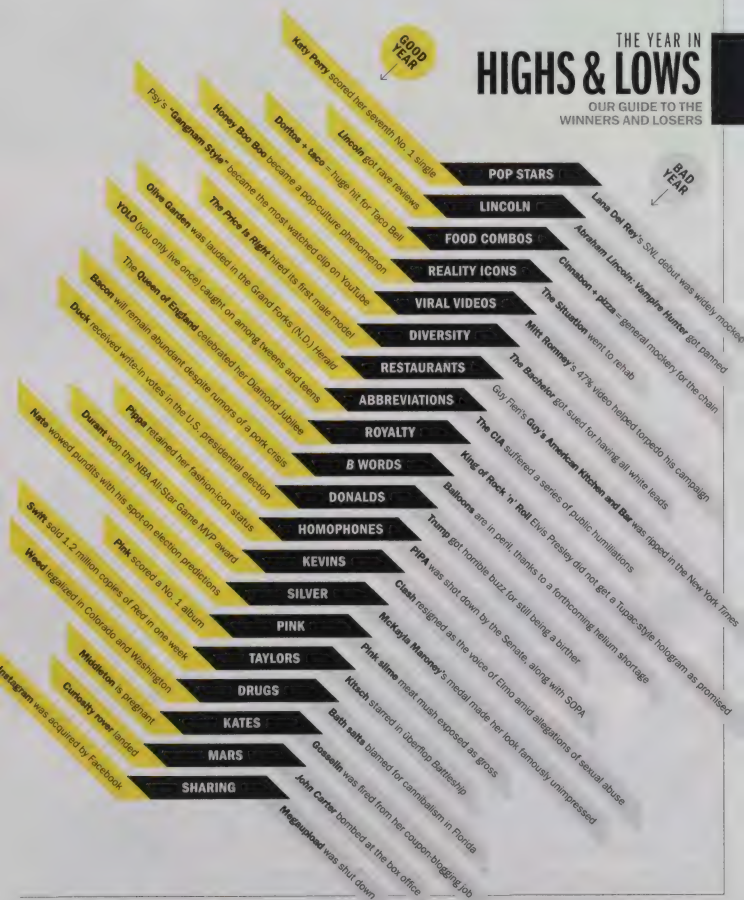 THE YEAR IN
HIGHS & LOWS
OUR GUIDE TO THE
WINNERS AND LOSERS
GOOD
YEAR
BAD
YEAR
Katy Perry scored her seventh No. 1 single
POP STARS
Lana Del Rey's SNL debut was widely mocked
Lincoln got rave reviews
LINCOLN
Abraham Lincoln: Vampire Hunter got panned
Doritos + taco = huge hit for Taco Bell
FOOD COMBOS
Cinnabon + pizza = general mockery for the chain
Honey Boo Boo became a pop-culture phenomenon
REALITY ICONS
The Situation went to rehab
Psy's "Gangnam Style" became the most watched clip on YouTube
VIRAL VIDEOS
Mitt Romney's 47% video helped torpedo his campaign
The Price Is Right hired its first male model
DIVERSITY
The Bachelor got sued for having all white leads
Olive Garden was lauded in the Grand Forks (N.D.) Herald
RESTAURANTS
Guy Fieri's Guy's American Kitchen and Bar was ripped in the New York Times
YOLO (you only live once) caught on among tweens and teens
ABBREVIATIONS
The CIA suffered a series of public humiliations
The Queen of England celebrated her Diamond Jubilee
ROYALTY
King of Rock 'n' Roll Elvis Presley did not get a Tupac-style hologram as promised
Bacon will remain abundant despite rumors of a pork crisis
B WORDS
Balloons are in peril, thanks to a forthcoming helium shortage
Duck received write-in votes in the U.S. presidential election
DONALDS
Trump got horrible buzz for still being a birther
Pippa retained her fashion-icon status
HOMOPHONES
PIPA was shut down by the Senate, along with SOPA
Durant won the NBA All-Star Game MVP award
KEVINS
Clash resigned as the voice of Elmo amid allegations of sexual abuse
Nate wowed pundits with his spot-on election predictions
SILVER
McKayla Maroney's medal made her look famously unimpressed
Pink scored a No. 1 album
PINK
Pink slime meat mush exposed as gross
Swift sold 1.2 million copies of Red in one week
TAYLORS
Kitsch starred in überflop Battleship
Weed legalized in Colorado and Washington
DRUGS
Bath salts blamed for cannibalism in Florida
Middleton is pregnant
KATES
Gosselin was fired from her coupon-blogging job
Curiosity rover landed
MARS
John Carter bombed at the box office
Instagram was acquired by Facebook
SHARING
Megaupload was shut down